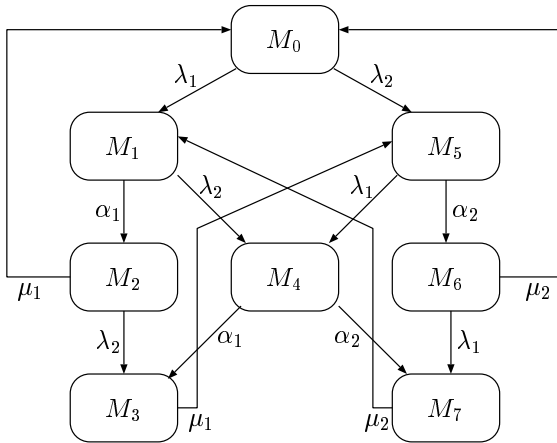 M₀
λ₁ λ₂
M₁ M₅
α₁ λ₂ λ₁ α₂
M₂ M₄ M₆
μ₁ μ₂
λ₂ α₁ α₂ λ₁
M₃ M₇
μ₁ μ₂